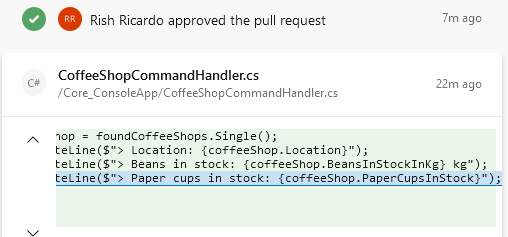 RR Rish Ricardo approved the pull request 7m ago
C# CoffeeShopCommandHandler.cs 22m ago
/Core_ConsoleApp/CoffeeShopCommandHandler.cs
hop = foundCoffeeShops.Single();
teLine($"> Location: {coffeeShop.Location}");
teLine($"> Beans in stock: {coffeeShop.BeansInStockInKg} kg");
teLine($"> Paper cups in stock: {coffeeShop.PaperCupsInStock}");